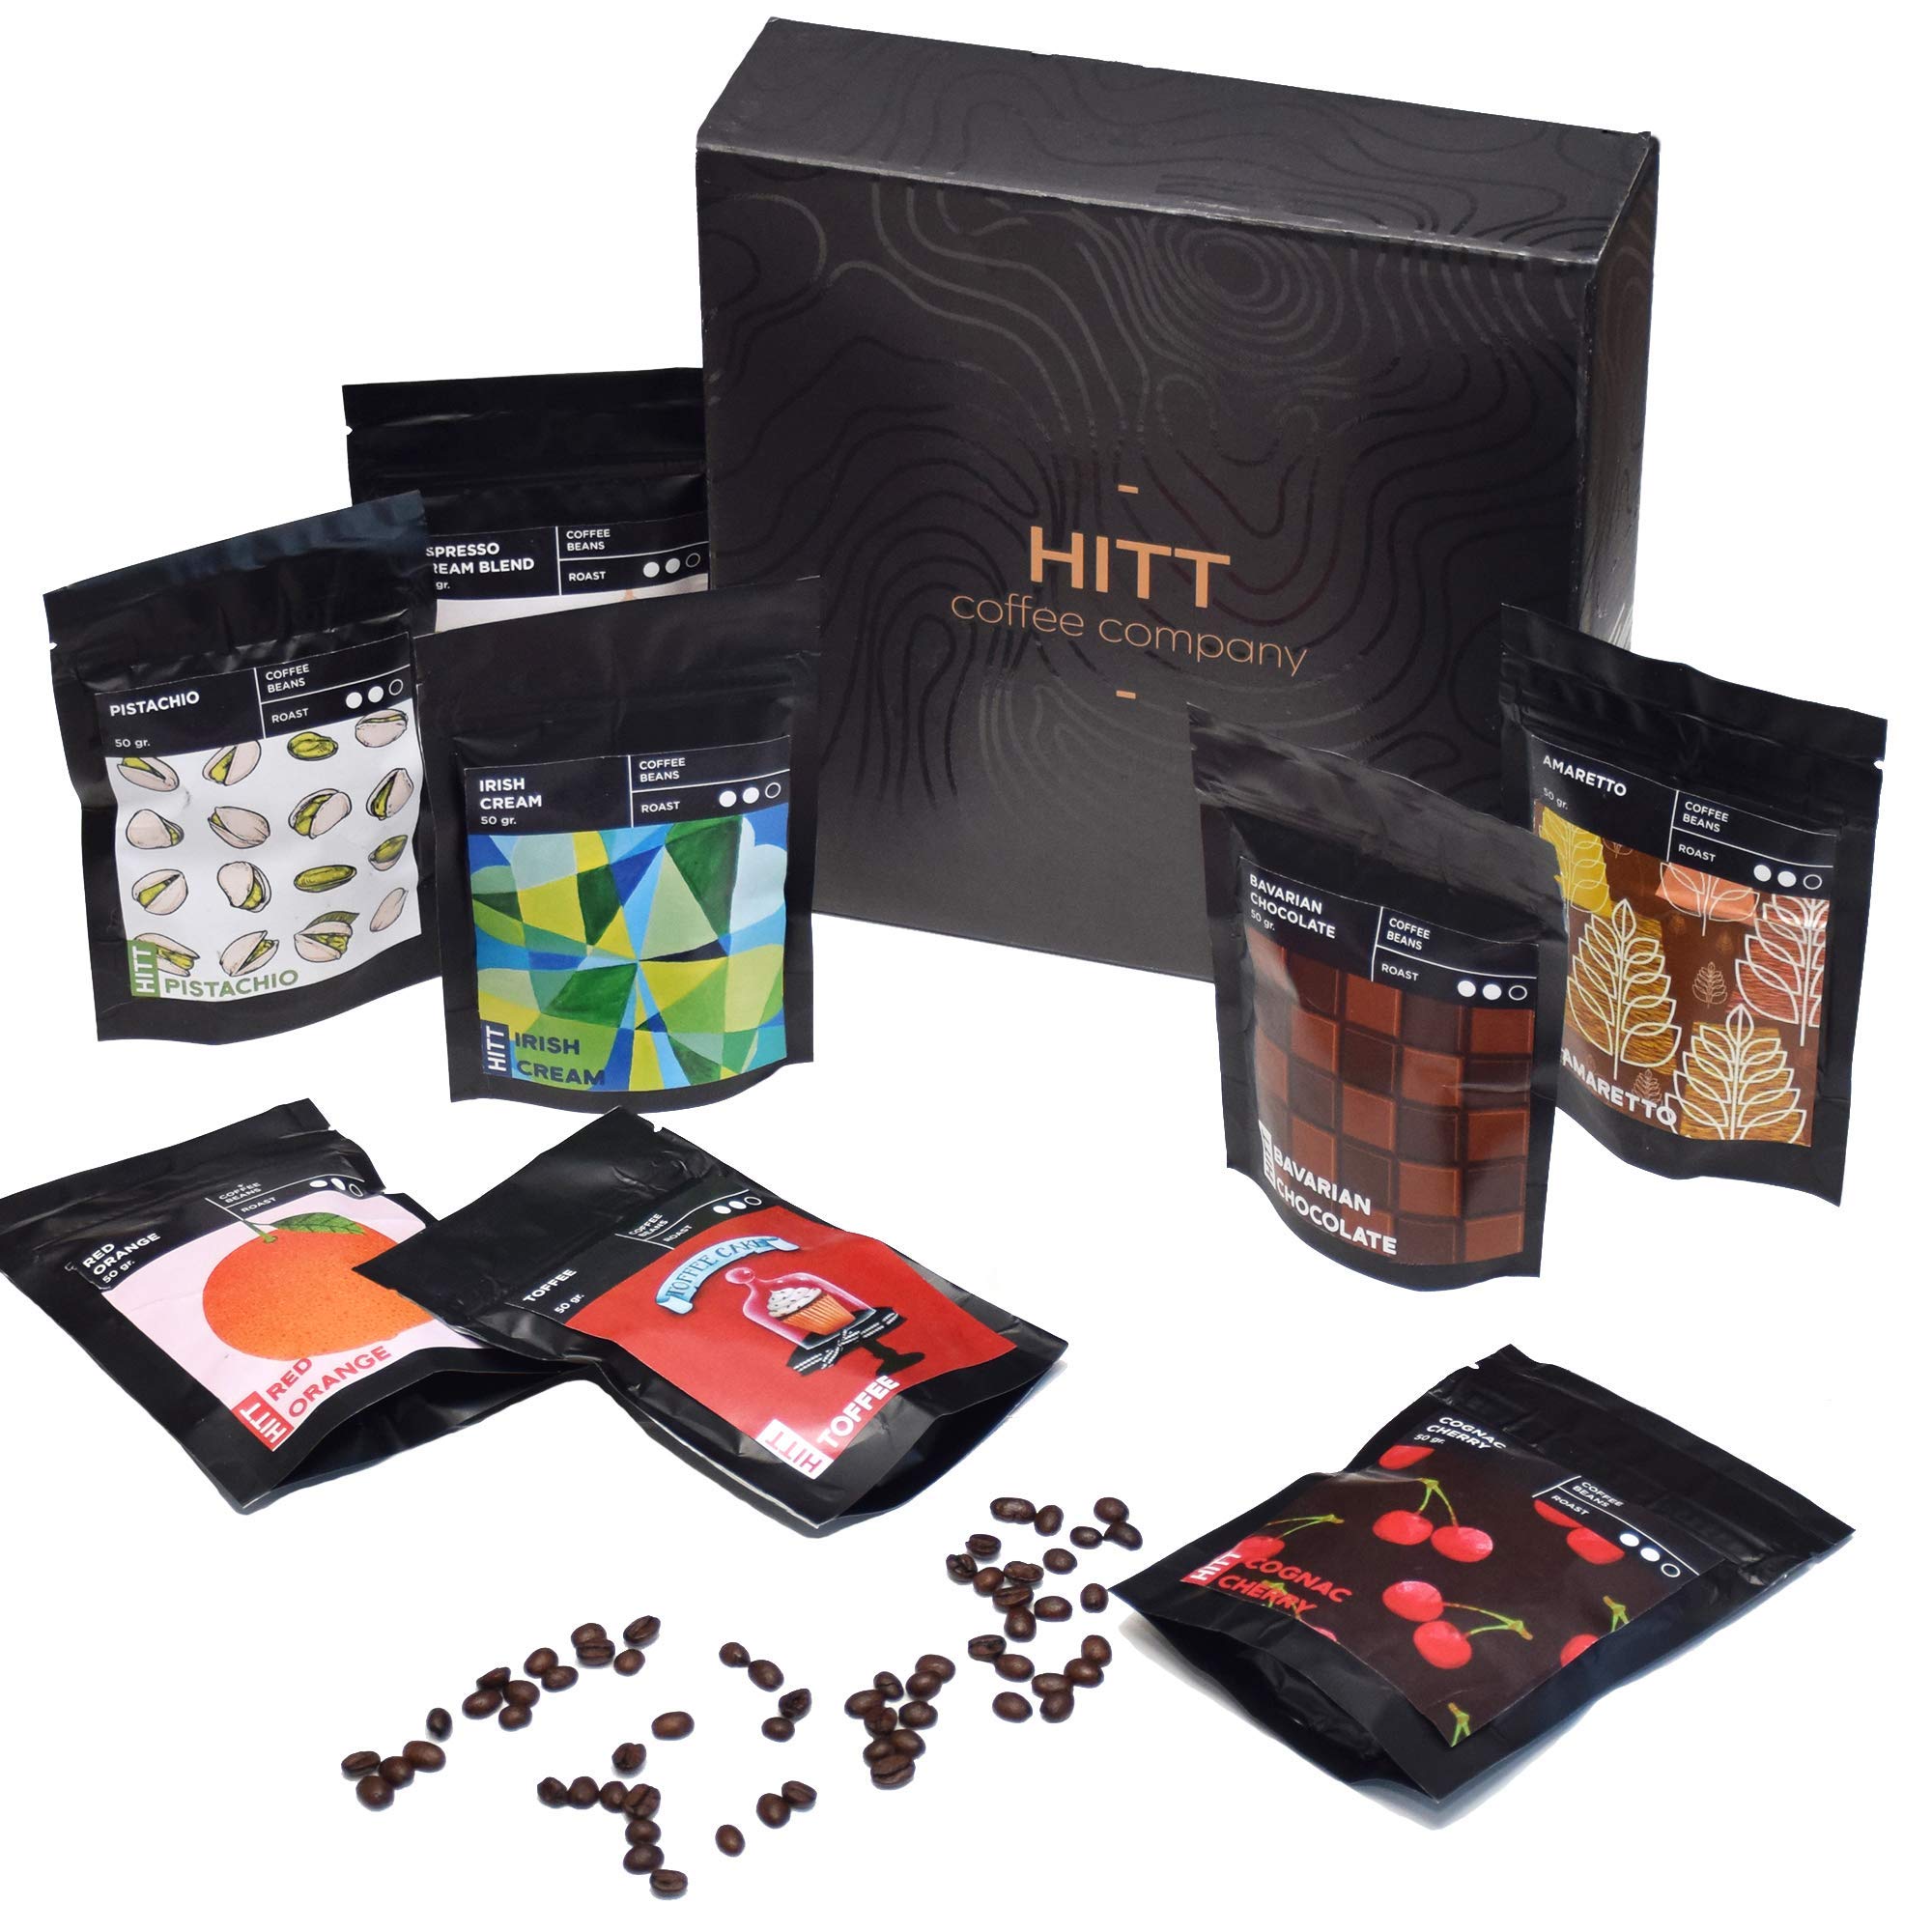 HITT
coffee company
SPRESSO
REAM BLEND
gr.
COFFEE
BEANS
ROAST
PISTACHIO
50 gr.
COFFEE
BEANS
ROAST
HITT
PISTACHIO
IRISH
CREAM
50 gr.
COFFEE
BEANS
ROAST
HITT
IRISH
CREAM
AMARETTO
50 gr.
COFFEE
BEANS
ROAST
AMARETTO
BAVARIAN
CHOCOLATE
50 gr.
COFFEE
BEANS
ROAST
HITT
BAVARIAN
CHOCOLATE
RED
ORANGE
50 gr.
COFFEE
BEANS
ROAST
HITT
RED
ORANGE
TOFFEE
50 gr.
COFFEE
BEANS
ROAST
TOFFEE CAKE
HITT
TOFFEE
COGNAC
CHERRY
50 gr.
COFFEE
BEANS
ROAST
HITT
COGNAC
CHERRY